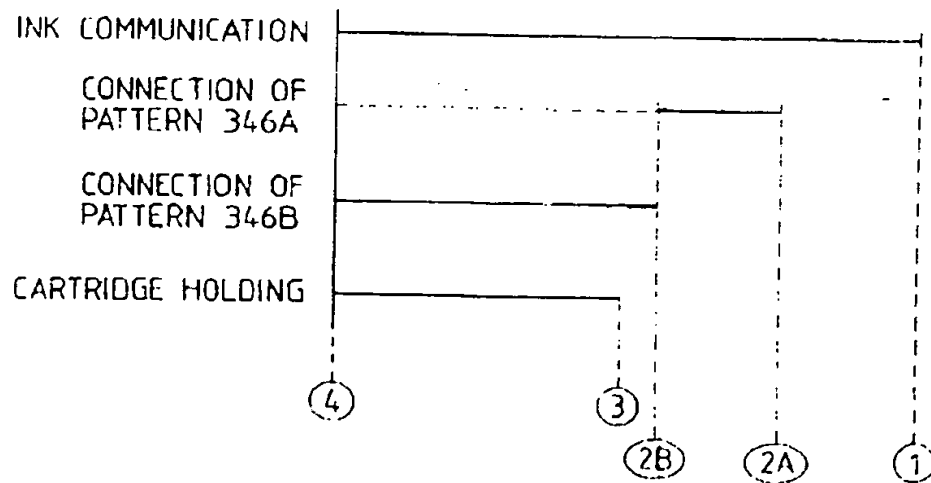 INK COMMUNICATION
CONNECTION OF
PATTERN 346A
CONNECTION OF
PATTERN 346B
CARTRIDGE HOLDING
4
3
2B
2A
1